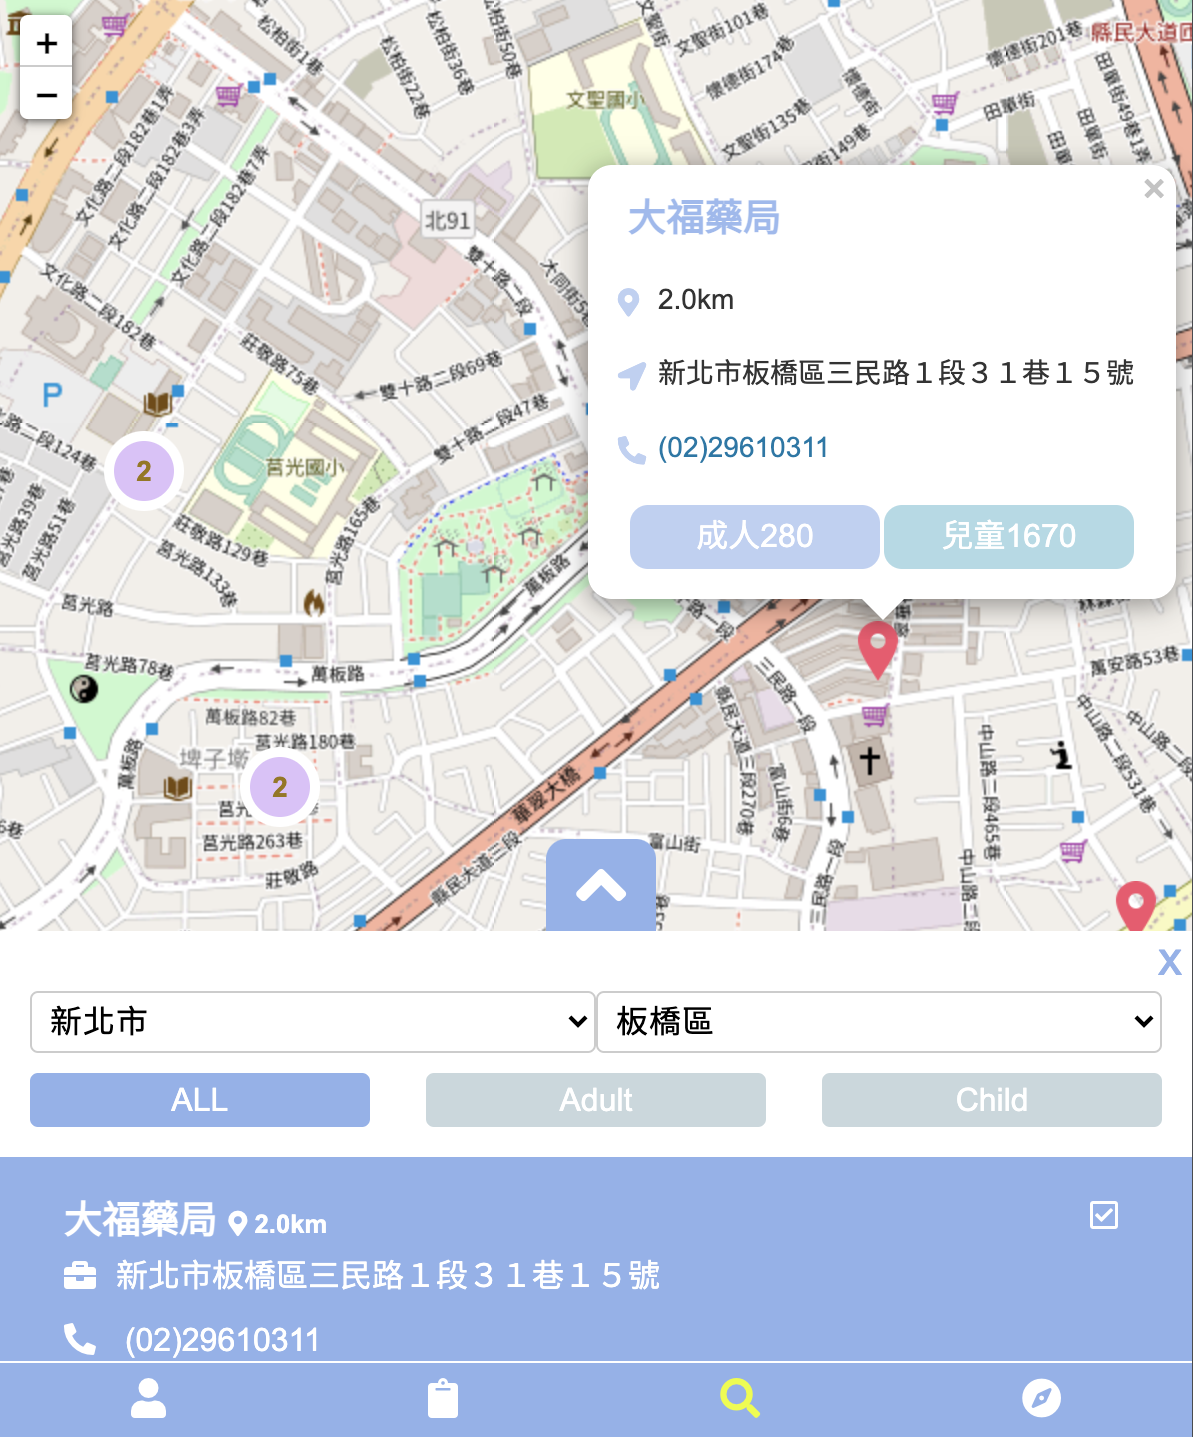 +
−
松柏街1巷
松柏街22巷
松柏街36巷
松柏街50巷
文聖街
文聖街101巷
懷德街174巷
文聖街135巷
懷德街
懷德街201巷
縣民大道
田單街
田單街49巷1弄
田單巷
田單
街149巷
文聖國小
文化路二段182巷1弄
文化路二段182巷3弄
文化路二段182巷弄
北91
雙十路二段
大同街5
文化路二段182巷
莊敬路75巷
雙十路二段69巷
雙十路二段47巷
P
路二段124巷
2
莒光國小
莒光路39巷
莒光路51巷
莊敬路129巷
莒光路133巷
莒光路165巷
莒光路
萬板路
莒光路78巷
萬板路
萬板路82巷
莒光路180巷
埤子墘
萬板路
2
莒光
莒光路263巷
莊敬路
華翠大橋
縣民大道三段
縣民大道三段270巷
富山街6巷
富山街
三民路一段
三民路一段
路一段
萬安路53巷
中山路二段465巷
中山路二段531巷
中山路二段
中山路二段
大福藥局
×
2.0km
新北市板橋區三民路１段３１巷１５號
(02)29610311
成人280 兒童1670
X
新北市 板橋區
ALL Adult Child
大福藥局 2.0km
新北市板橋區三民路１段３１巷１５號
(02)29610311